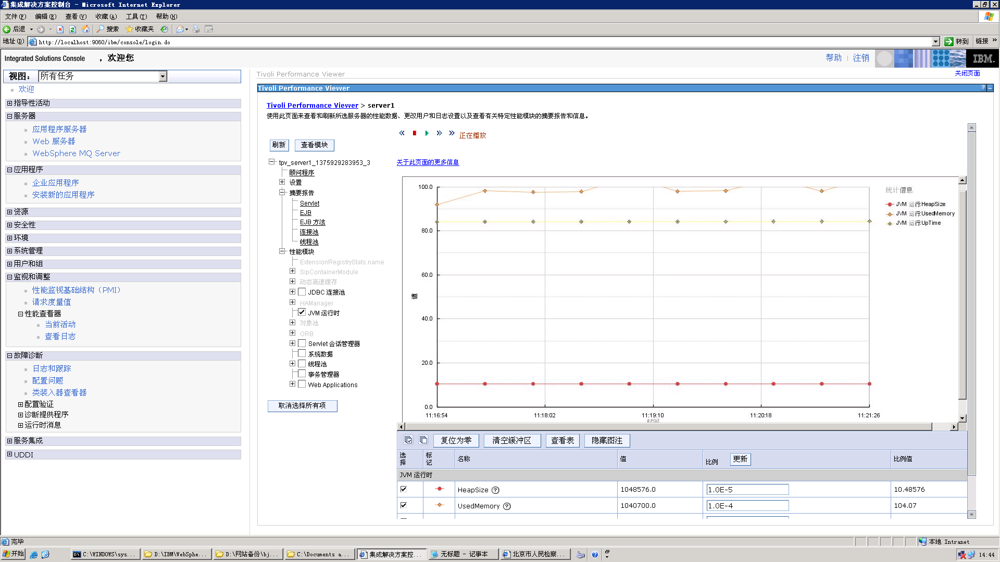 集成解决方案控制台 - Microsoft Internet Explorer
文件(F) 编辑(E) 查看(V) 收藏(A) 工具(T) 帮助(H)
后退 搜索 收藏夹
地址(D) http://localhost:9060/ibm/console/login.do 转到 链接 »
Integrated Solutions Console ，欢迎您 帮助 | 注销 IBM.
视图： 所有任务
欢迎
指导性活动
服务器
应用程序服务器
Web 服务器
WebSphere MQ Server
应用程序
企业应用程序
安装新的应用程序
资源
安全性
环境
系统管理
用户和组
监视和调整
性能监视基础结构（PMI）
请求度量值
性能查看器
当前活动
查看日志
故障诊断
日志和跟踪
配置问题
类装入器查看器
配置验证
诊断提供程序
运行时消息
服务集成
UDDI
Tivoli Performance Viewer 关闭页面
Tivoli Performance Viewer ? –
Tivoli Performance Viewer > server1
使用此页面来查看和刷新所选服务器的性能数据、更改用户和日志设置以及查看有关特定性能模块的摘要报告和信息。
正在播放
刷新 查看模块
tpv_server1_1375929283953_3
顾问程序
设置
摘要报告
Servlet
EJB
EJB 方法
连接池
线程池
性能模块
ExtensionRegistryStats.name
SipContainerModule
动态高速缓存
JDBC 连接池
HAManager
JVM 运行时
对象池
ORB
Servlet 会话管理器
系统数据
线程池
事务管理器
Web Applications
取消选择所有项
关于此页面的更多信息
100.0
80.0
60.0
40.0
20.0
0.0
值
11:16:54 11:18:02 11:19:10 11:20:18 11:21:26
时间
统计信息
JVM 运行:HeapSize
JVM 运行:UsedMemory
JVM 运行:UpTime
复位为零 清空缓冲区 查看表 隐藏图注
选择 标记 名称 值 比例 更新 比例值
JVM 运行时
HeapSize ? 1048576.0 1.0E-5 10.48576
UsedMemory ? 1040700.0 1.0E-4 104.07
完毕 本地 Intranet
开始 C:\WINDOWS\sys... D:\IBM\WebSphe... D:\网站备份\bj... C:\Documents a... 集成解决方案控... 无标题 - 记事本 北京市人民检察... 14:44